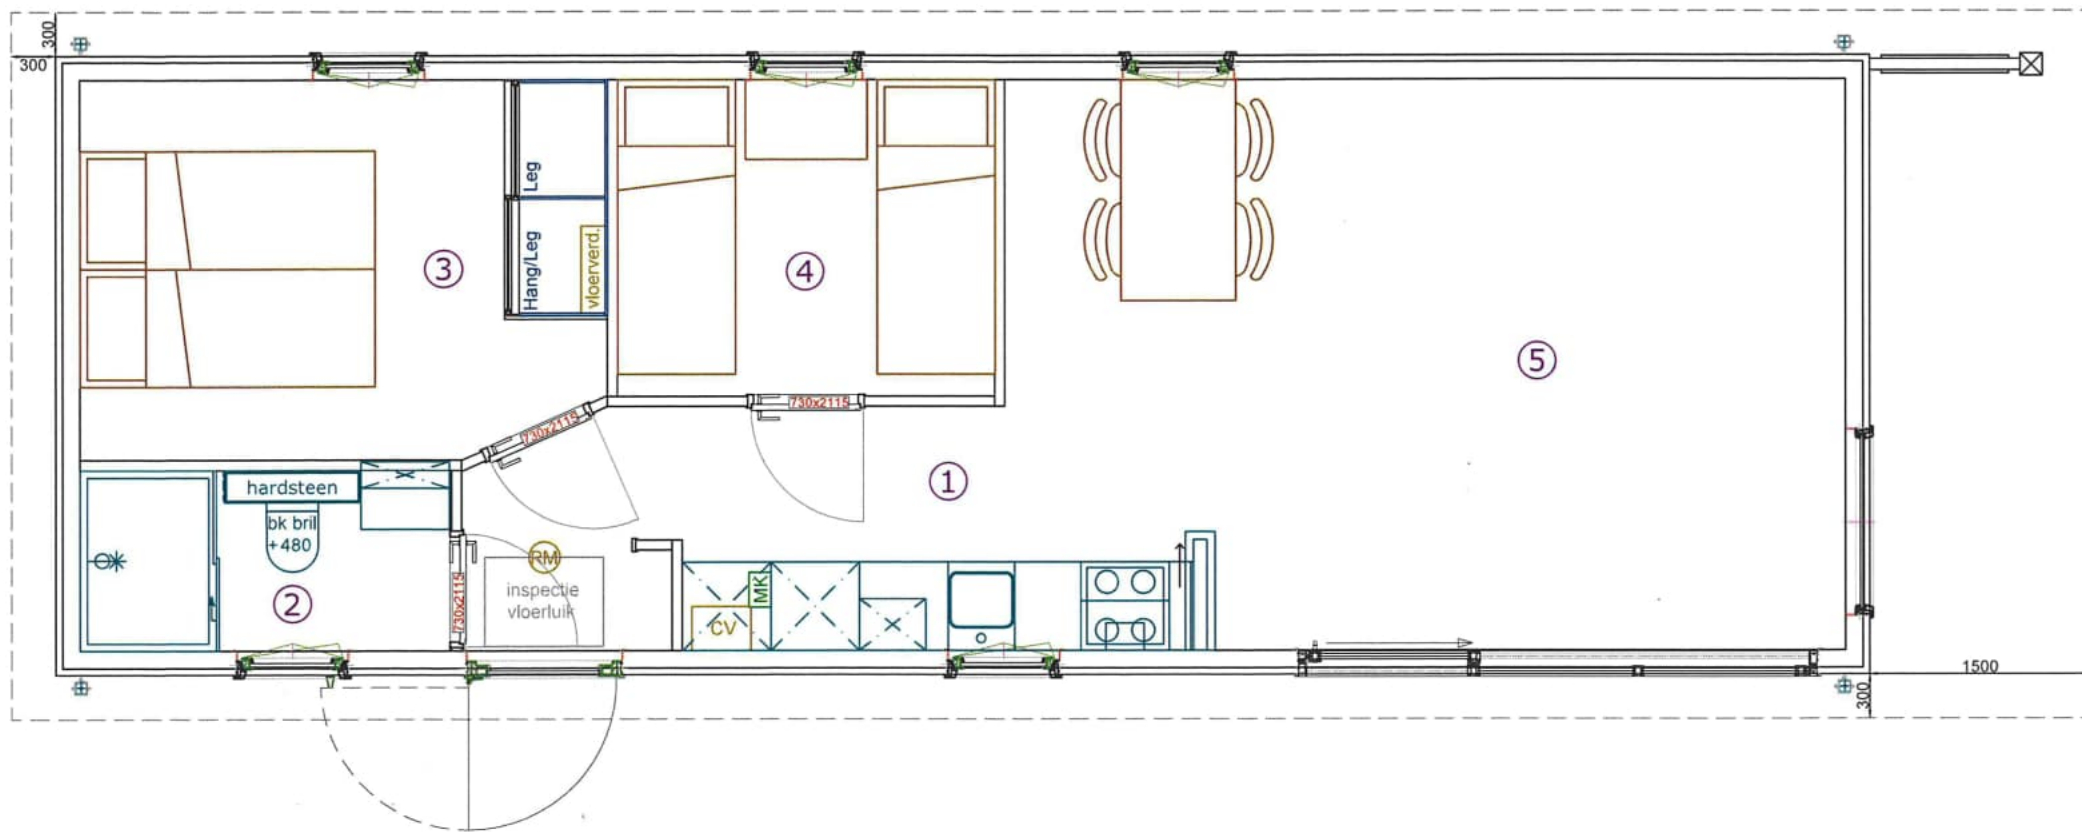 300
300
Leg
Hang/Leg
vloerverd.
3
4
5
730x2115
730x2115
1
hardsteen
bk bril
+480
2
730x2115
RM
inspectie
vloerluik
MK
CV
1500
300